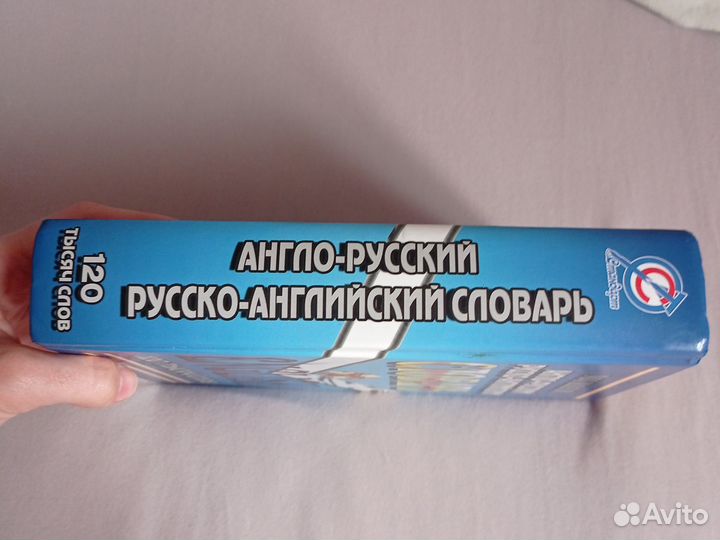 120
ТЫСЯЧ СЛОВ
АНГЛО-РУССКИЙ
РУССКО-АНГЛИЙСКИЙ СЛОВАРЬ
Avito